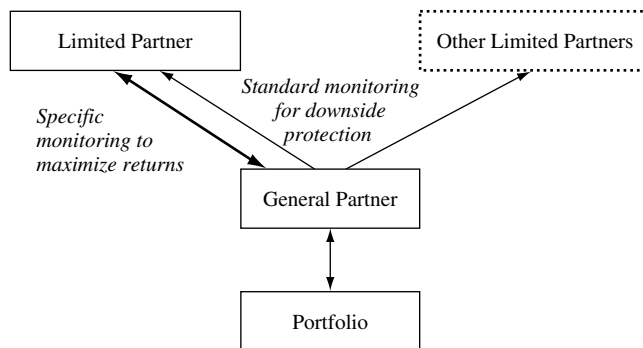 Limited Partner
Other Limited Partners
Standard monitoring
for downside
protection
Specific
monitoring to
maximize returns
General Partner
Portfolio